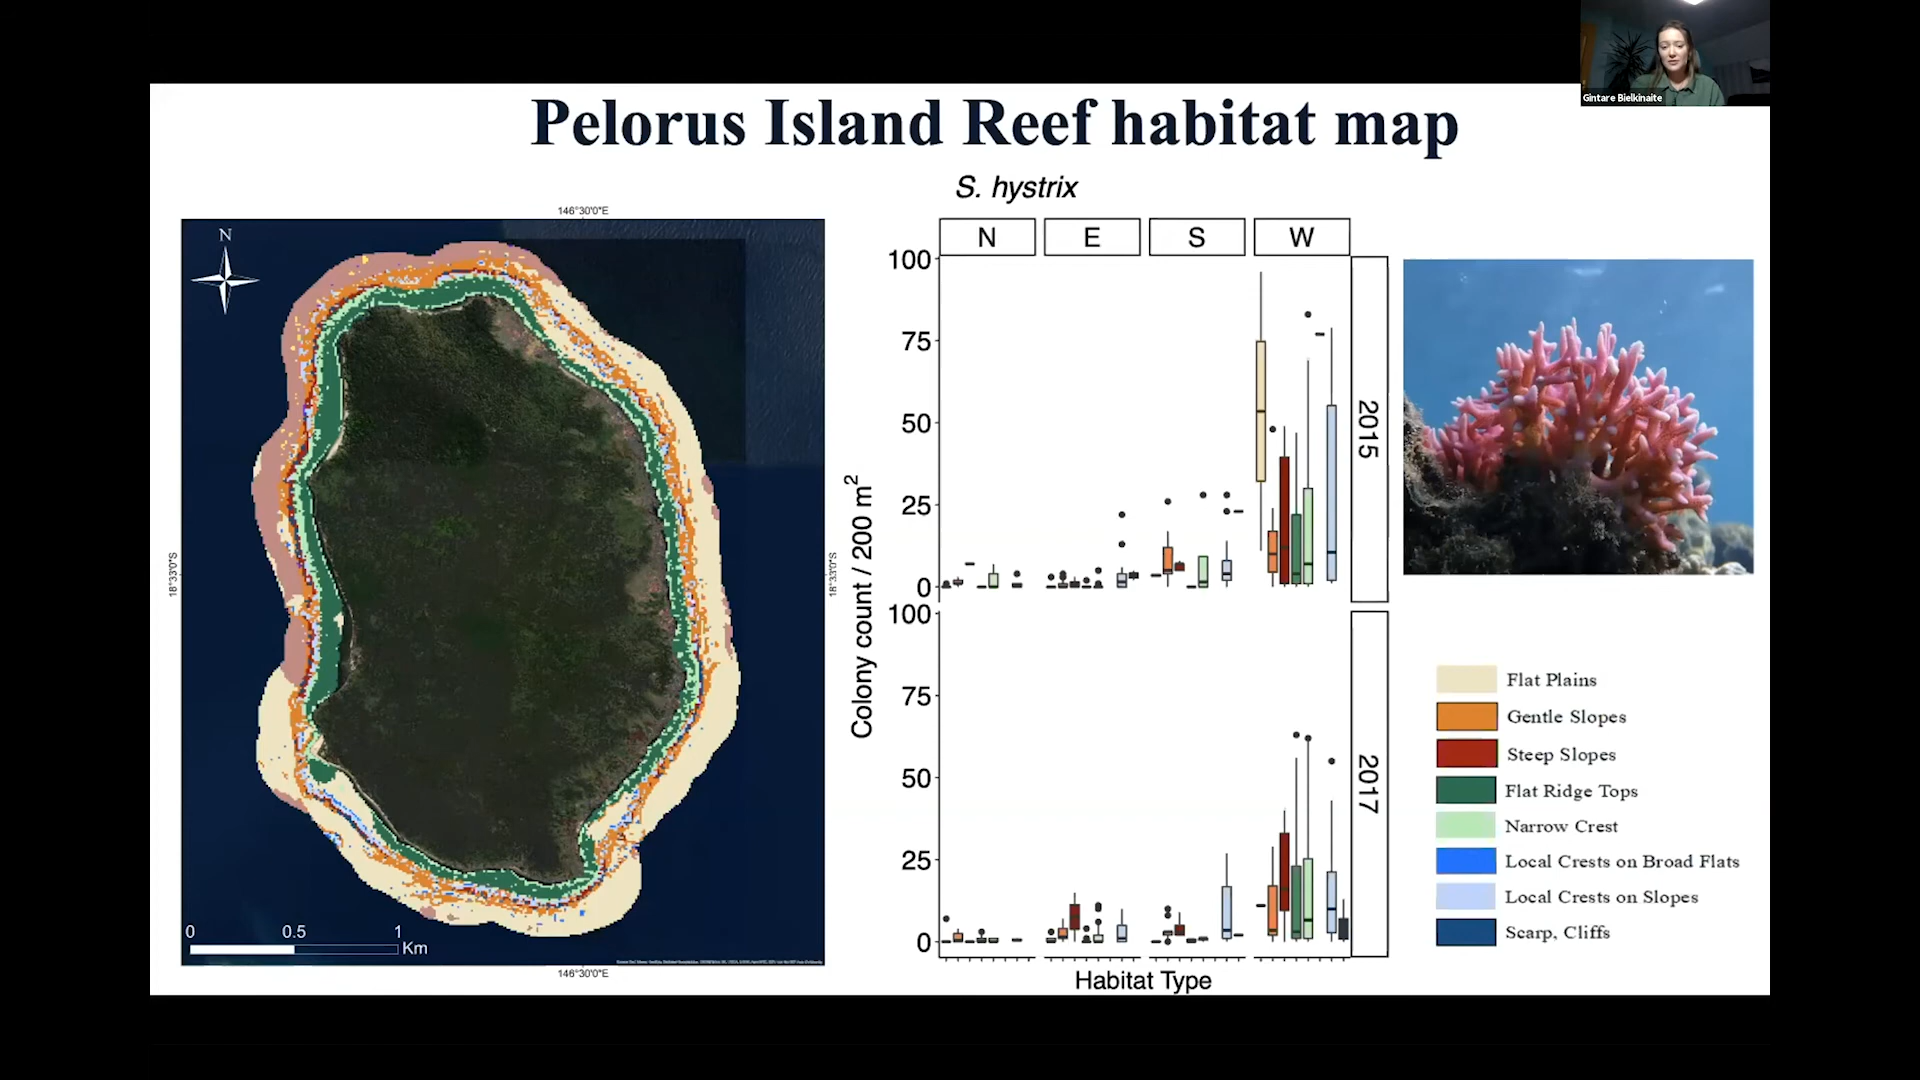 Gintare Bielkinaite
Pelorus Island Reef habitat map
S. hystrix
146°30'0"E
N
18°33'0"S
18°33'0"S
0 0.5 1
Km
146°30'0"E
N E S W
100
75
50
25
0
2015
100
75
50
25
0
2017
Colony count / 200 m²
Habitat Type
Flat Plains
Gentle Slopes
Steep Slopes
Flat Ridge Tops
Narrow Crest
Local Crests on Broad Flats
Local Crests on Slopes
Scarp, Cliffs